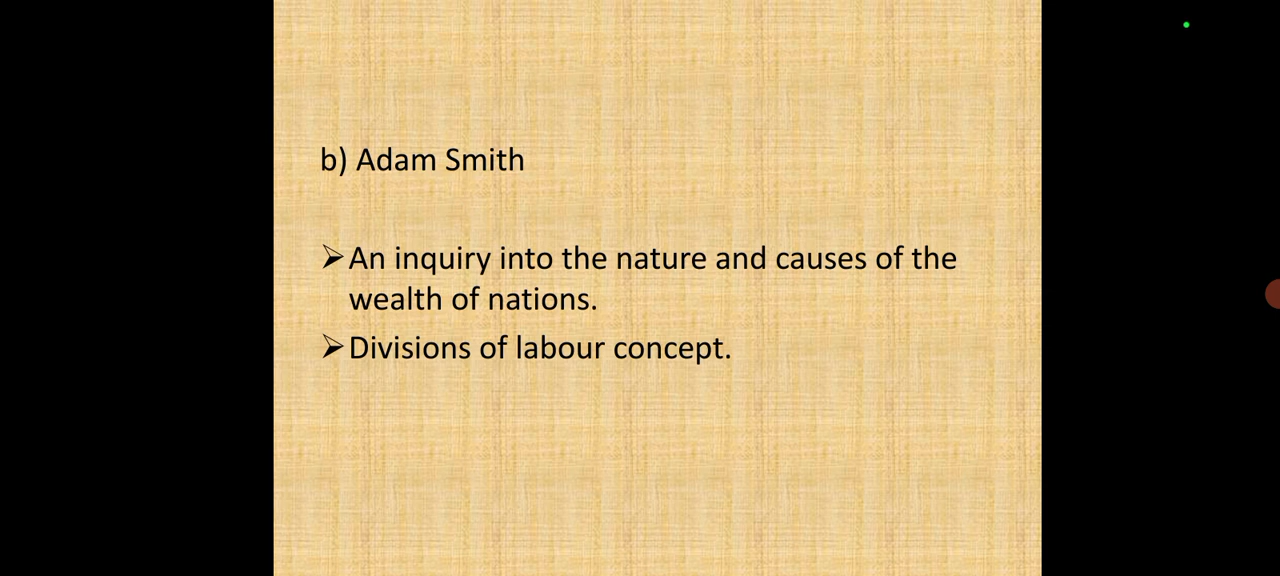 b) Adam Smith
➢An inquiry into the nature and causes of the
wealth of nations.
➢Divisions of labour concept.